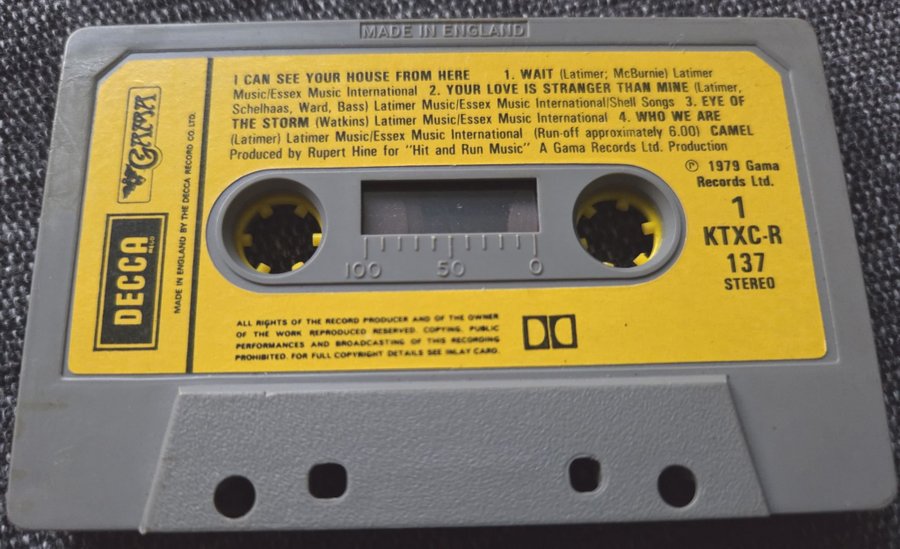 MADE IN ENGLAND
I CAN SEE YOUR HOUSE FROM HERE 1. WAIT (Latimer; McBurnie) Latimer
Music/Essex Music International 2. YOUR LOVE IS STRANGER THAN MINE (Latimer,
Schelhaas, Ward, Bass) Latimer Music/Essex Music International/Shell Songs 3. EYE OF
THE STORM (Watkins) Latimer Music/Essex Music International 4. WHO WE ARE
(Latimer) Latimer Music/Essex Music International (Run-off approximately 6.00) CAMEL
Produced by Rupert Hine for "Hit and Run Music" A Gama Records Ltd. Production
℗ 1979 Gama
Records Ltd.
1
KTXC-R
137
STEREO
GAMA
DECCA
MADE IN ENGLAND BY THE DECCA RECORD CO. LTD.
100 50 0
ALL RIGHTS OF THE RECORD PRODUCER AND OF THE OWNER
OF THE WORK REPRODUCED RESERVED. COPYING, PUBLIC
PERFORMANCES AND BROADCASTING OF THIS RECORDING
PROHIBITED. FOR FULL COPYRIGHT DETAILS SEE INLAY CARD.